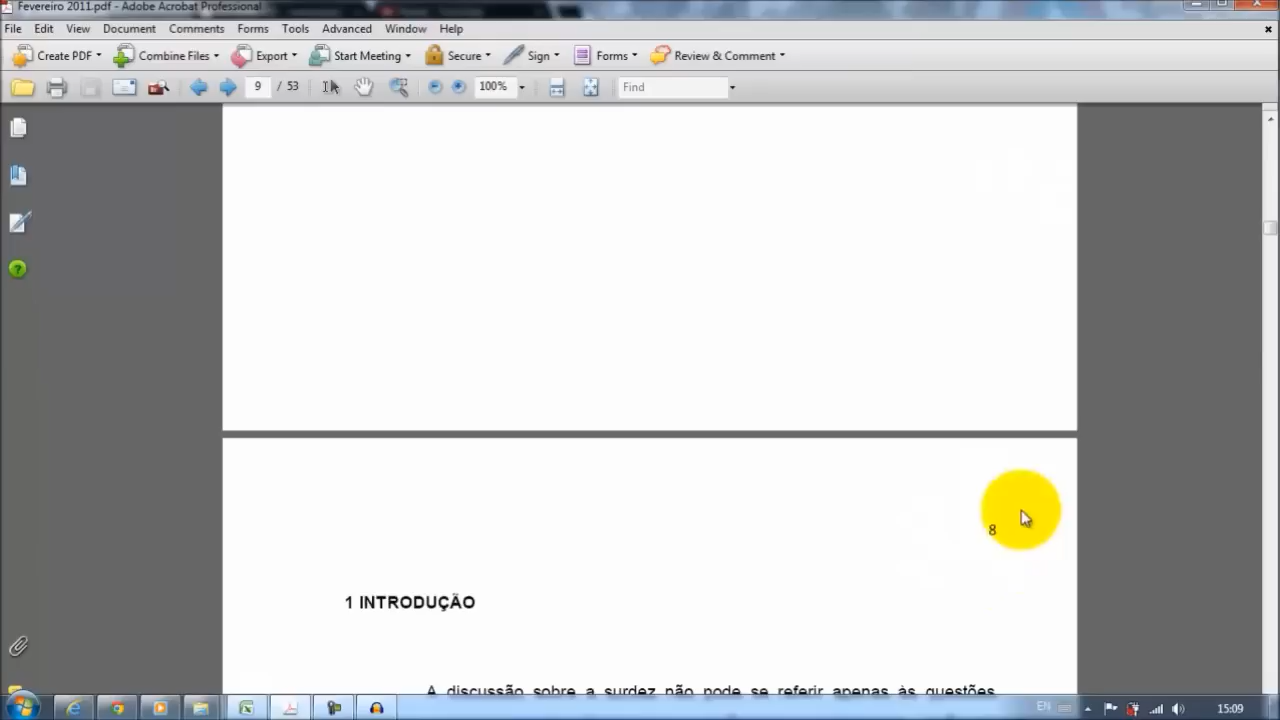 Fevereiro 2011.pdf - Adobe Acrobat Professional
File Edit View Document Comments Forms Tools Advanced Window Help
Create PDF Combine Files Export Start Meeting Secure Sign Forms Review & Comment
9 / 53 100% Find
8
1 INTRODUÇÃO
A discussão sobre a surdez não pode se referir apenas às questões
EN 15:09